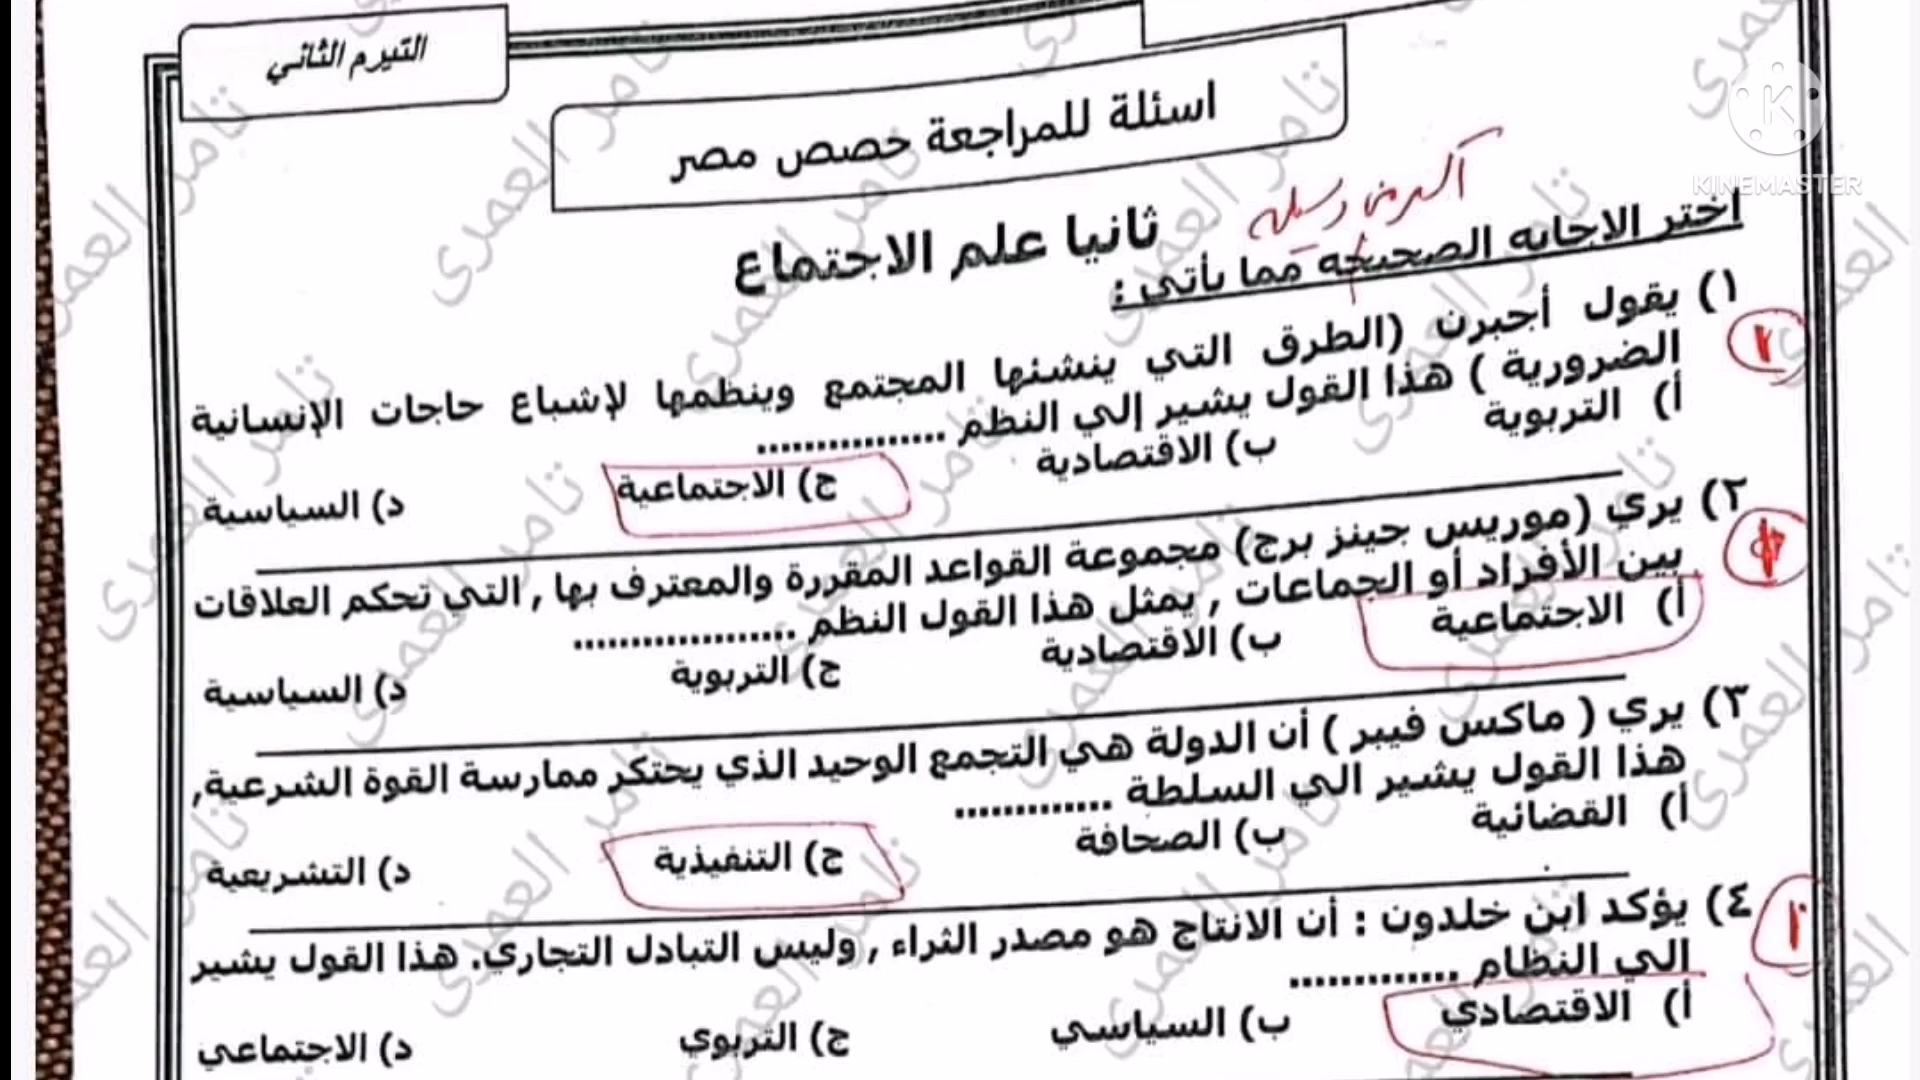 التيرم الثاني
اسئلة للمراجعة حصص مصر
KINEMASTER
ثانيا علم الاجتماع
اختر الاجابه الصحيحه مما يأتي :
١) يقول أجبرن (الطرق التي ينشئها المجتمع وينظمها لإشباع حاجات الإنسانية
الضرورية ) هذا القول يشير إلي النظم ................
أ) التربوية ب) الاقتصادية ج) الاجتماعية د) السياسية
٢) يري (موريس جينز برج) مجموعة القواعد المقررة والمعترف بها , التي تحكم العلاقات
بين الأفراد أو الجماعات , يمثل هذا القول النظم ...................
أ) الاجتماعية ب) الاقتصادية ج) التربوية د) السياسية
٣) يري ( ماكس فيبر ) أن الدولة هي التجمع الوحيد الذي يحتكر ممارسة القوة الشرعية,
هذا القول يشير الي السلطة .............
أ) القضائية ب) الصحافة ج) التنفيذية د) التشريعية
٤) يؤكد ابن خلدون : أن الانتاج هو مصدر الثراء , وليس التبادل التجاري. هذا القول يشير
الي النظام ..............
أ) الاقتصادي ب) السياسي ج) التربوي د) الاجتماعي
تامر العمرى